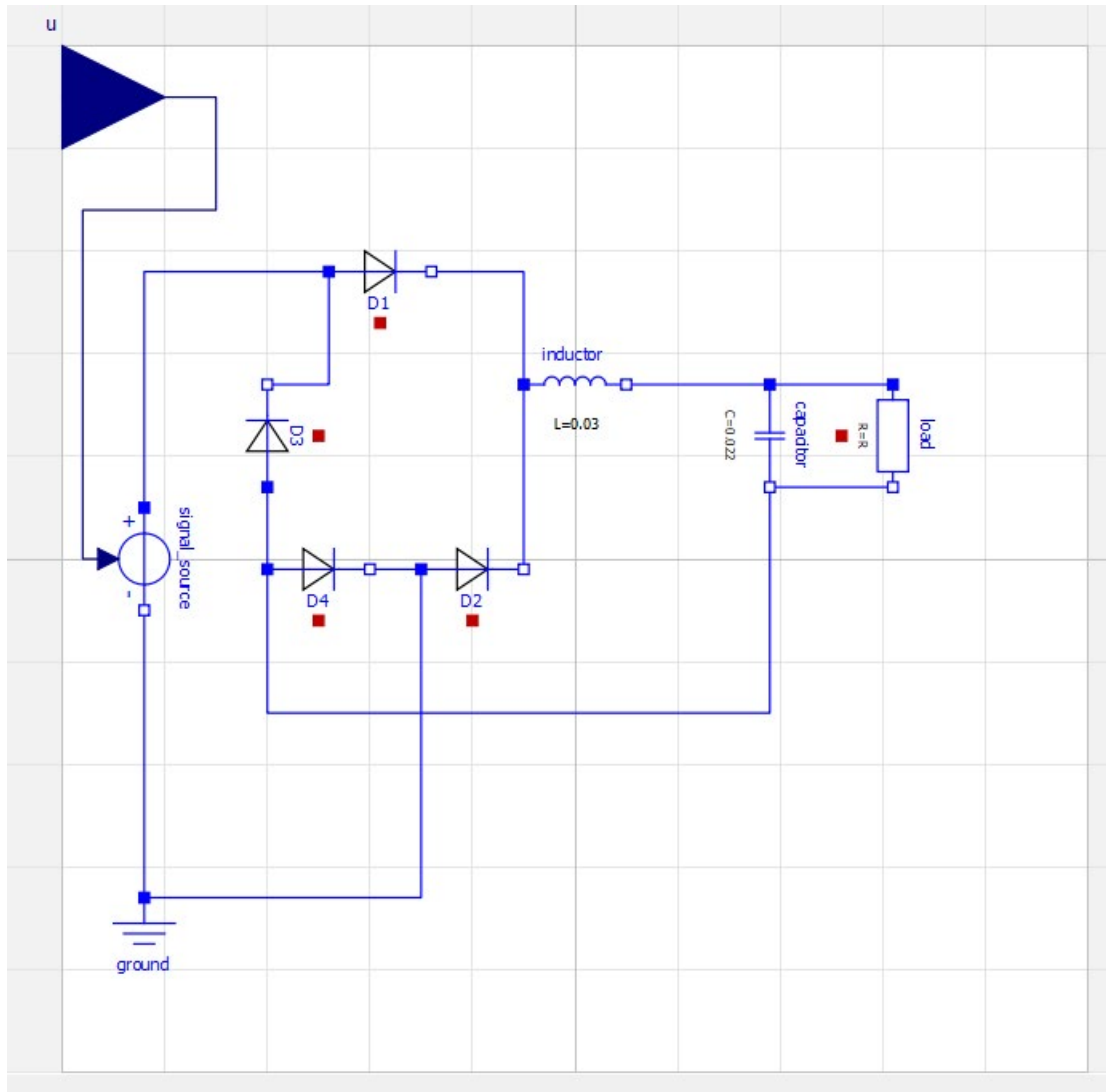 u
D1
inductor
L=0.03
C=0.022
capacitor
R=R
load
D3
+
signal_source
-
D4
D2
ground